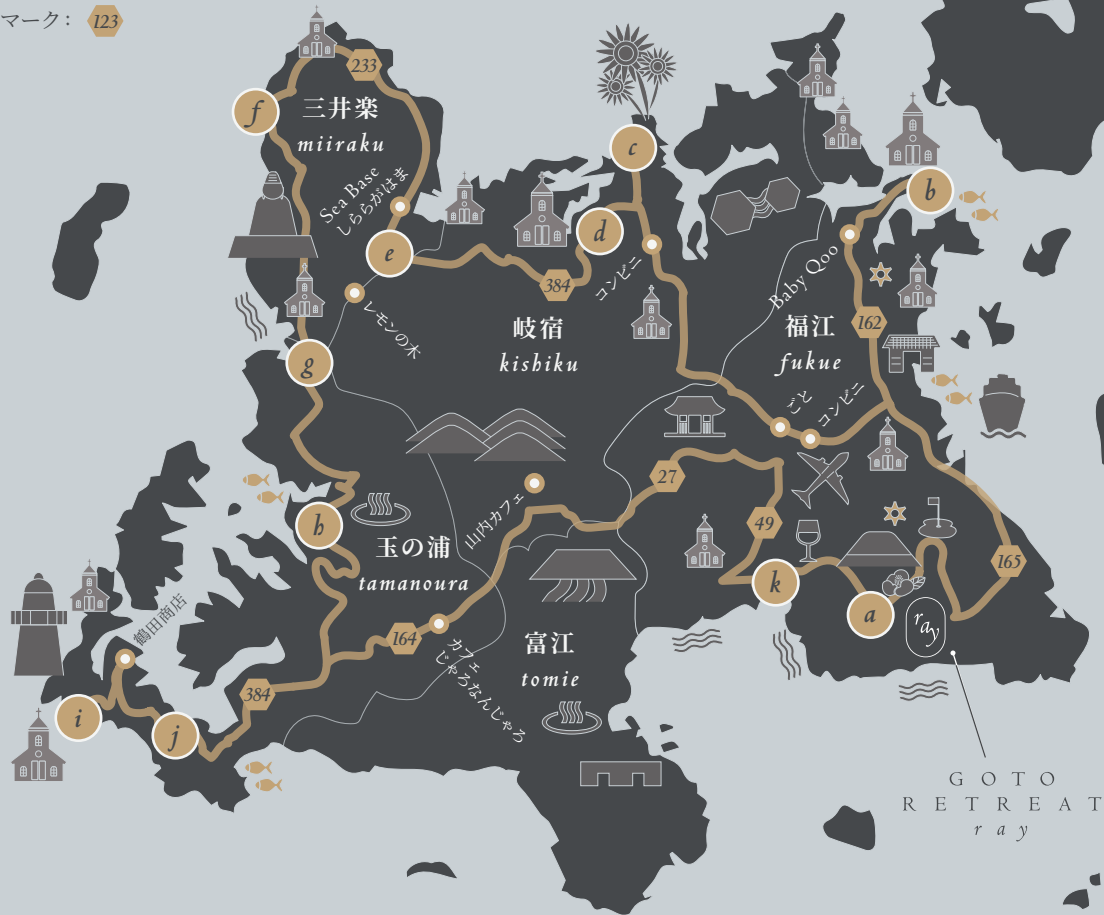 マーク： 123
233
f
三井楽
miiraku
c
b
Sea Base
しららがはま
d
e
384
コンビニ
Baby Qoo
レモンの木
岐宿
kishiku
福江
fukue
162
g
ごと
コンビニ
27
山内カフェ
49
h
玉の浦
tamanoura
k
165
a
ray
鶴田商店
164
富江
tomie
カフェ
じゃろなんじゃろ
384
i
j
GOTO
RETREAT
ray